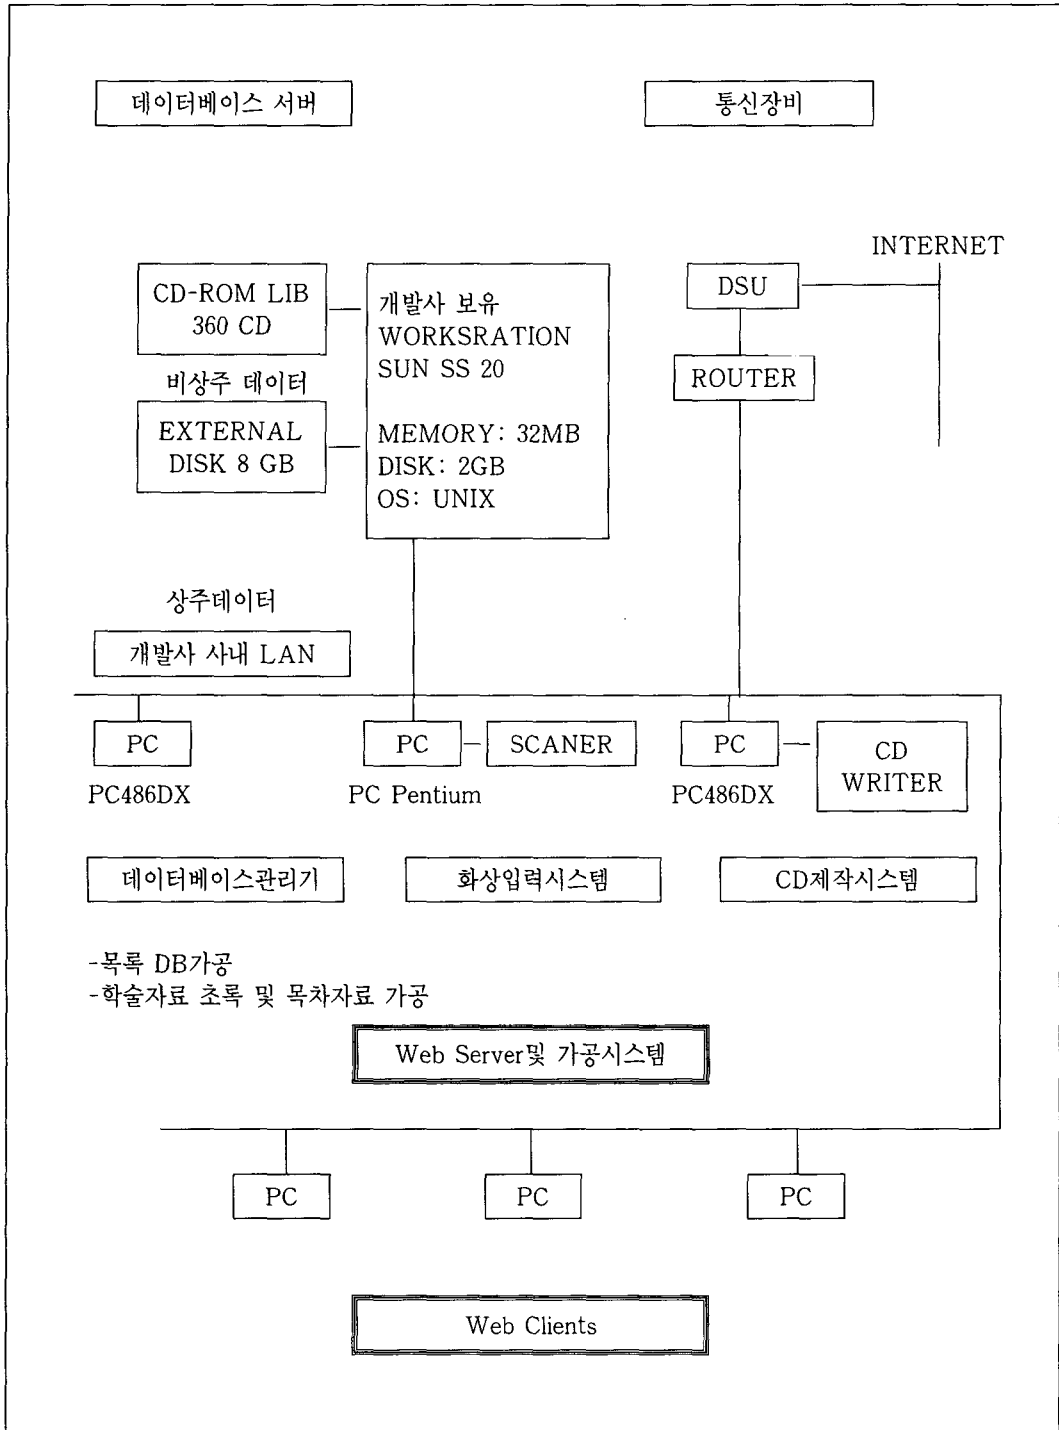 데이터베이스 서버
통신장비
INTERNET
CD-ROM LIB
360 CD
비상주 데이터
EXTERNAL
DISK 8 GB
개발사 보유
WORKSRATION
SUN SS 20
MEMORY: 32MB
DISK: 2GB
OS: UNIX
DSU
ROUTER
상주데이터
개발사 사내 LAN
PC
PC
SCANER
PC
CD
WRITER
PC486DX
PC Pentium
PC486DX
데이터베이스관리기
화상입력시스템
CD제작시스템
-목록 DB가공
-학술자료 초록 및 목차자료 가공
Web Server및 가공시스템
PC
PC
PC
Web Clients